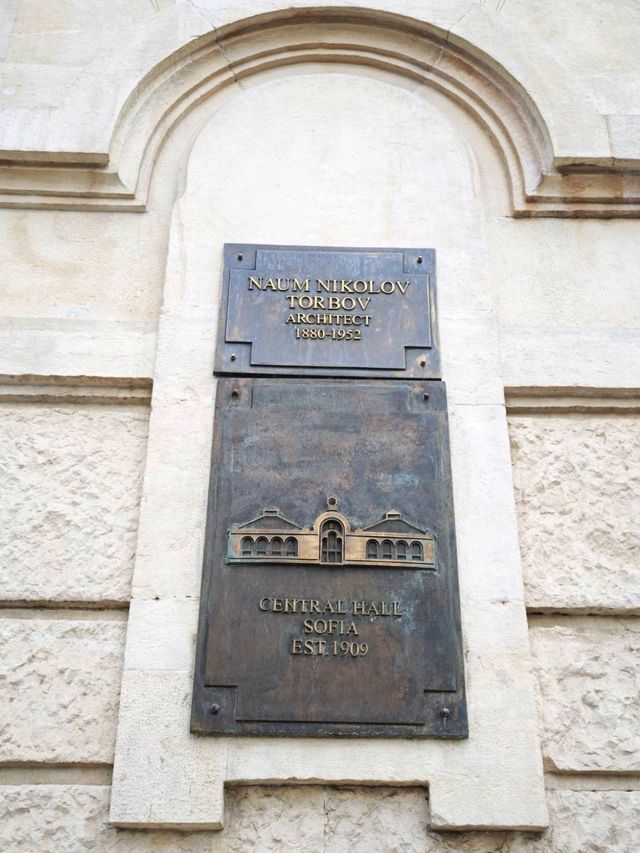 NAUM NIKOLOV
TORBOV
ARCHITECT
1880-1952
CENTRAL HALL
SOFIA
EST.1909